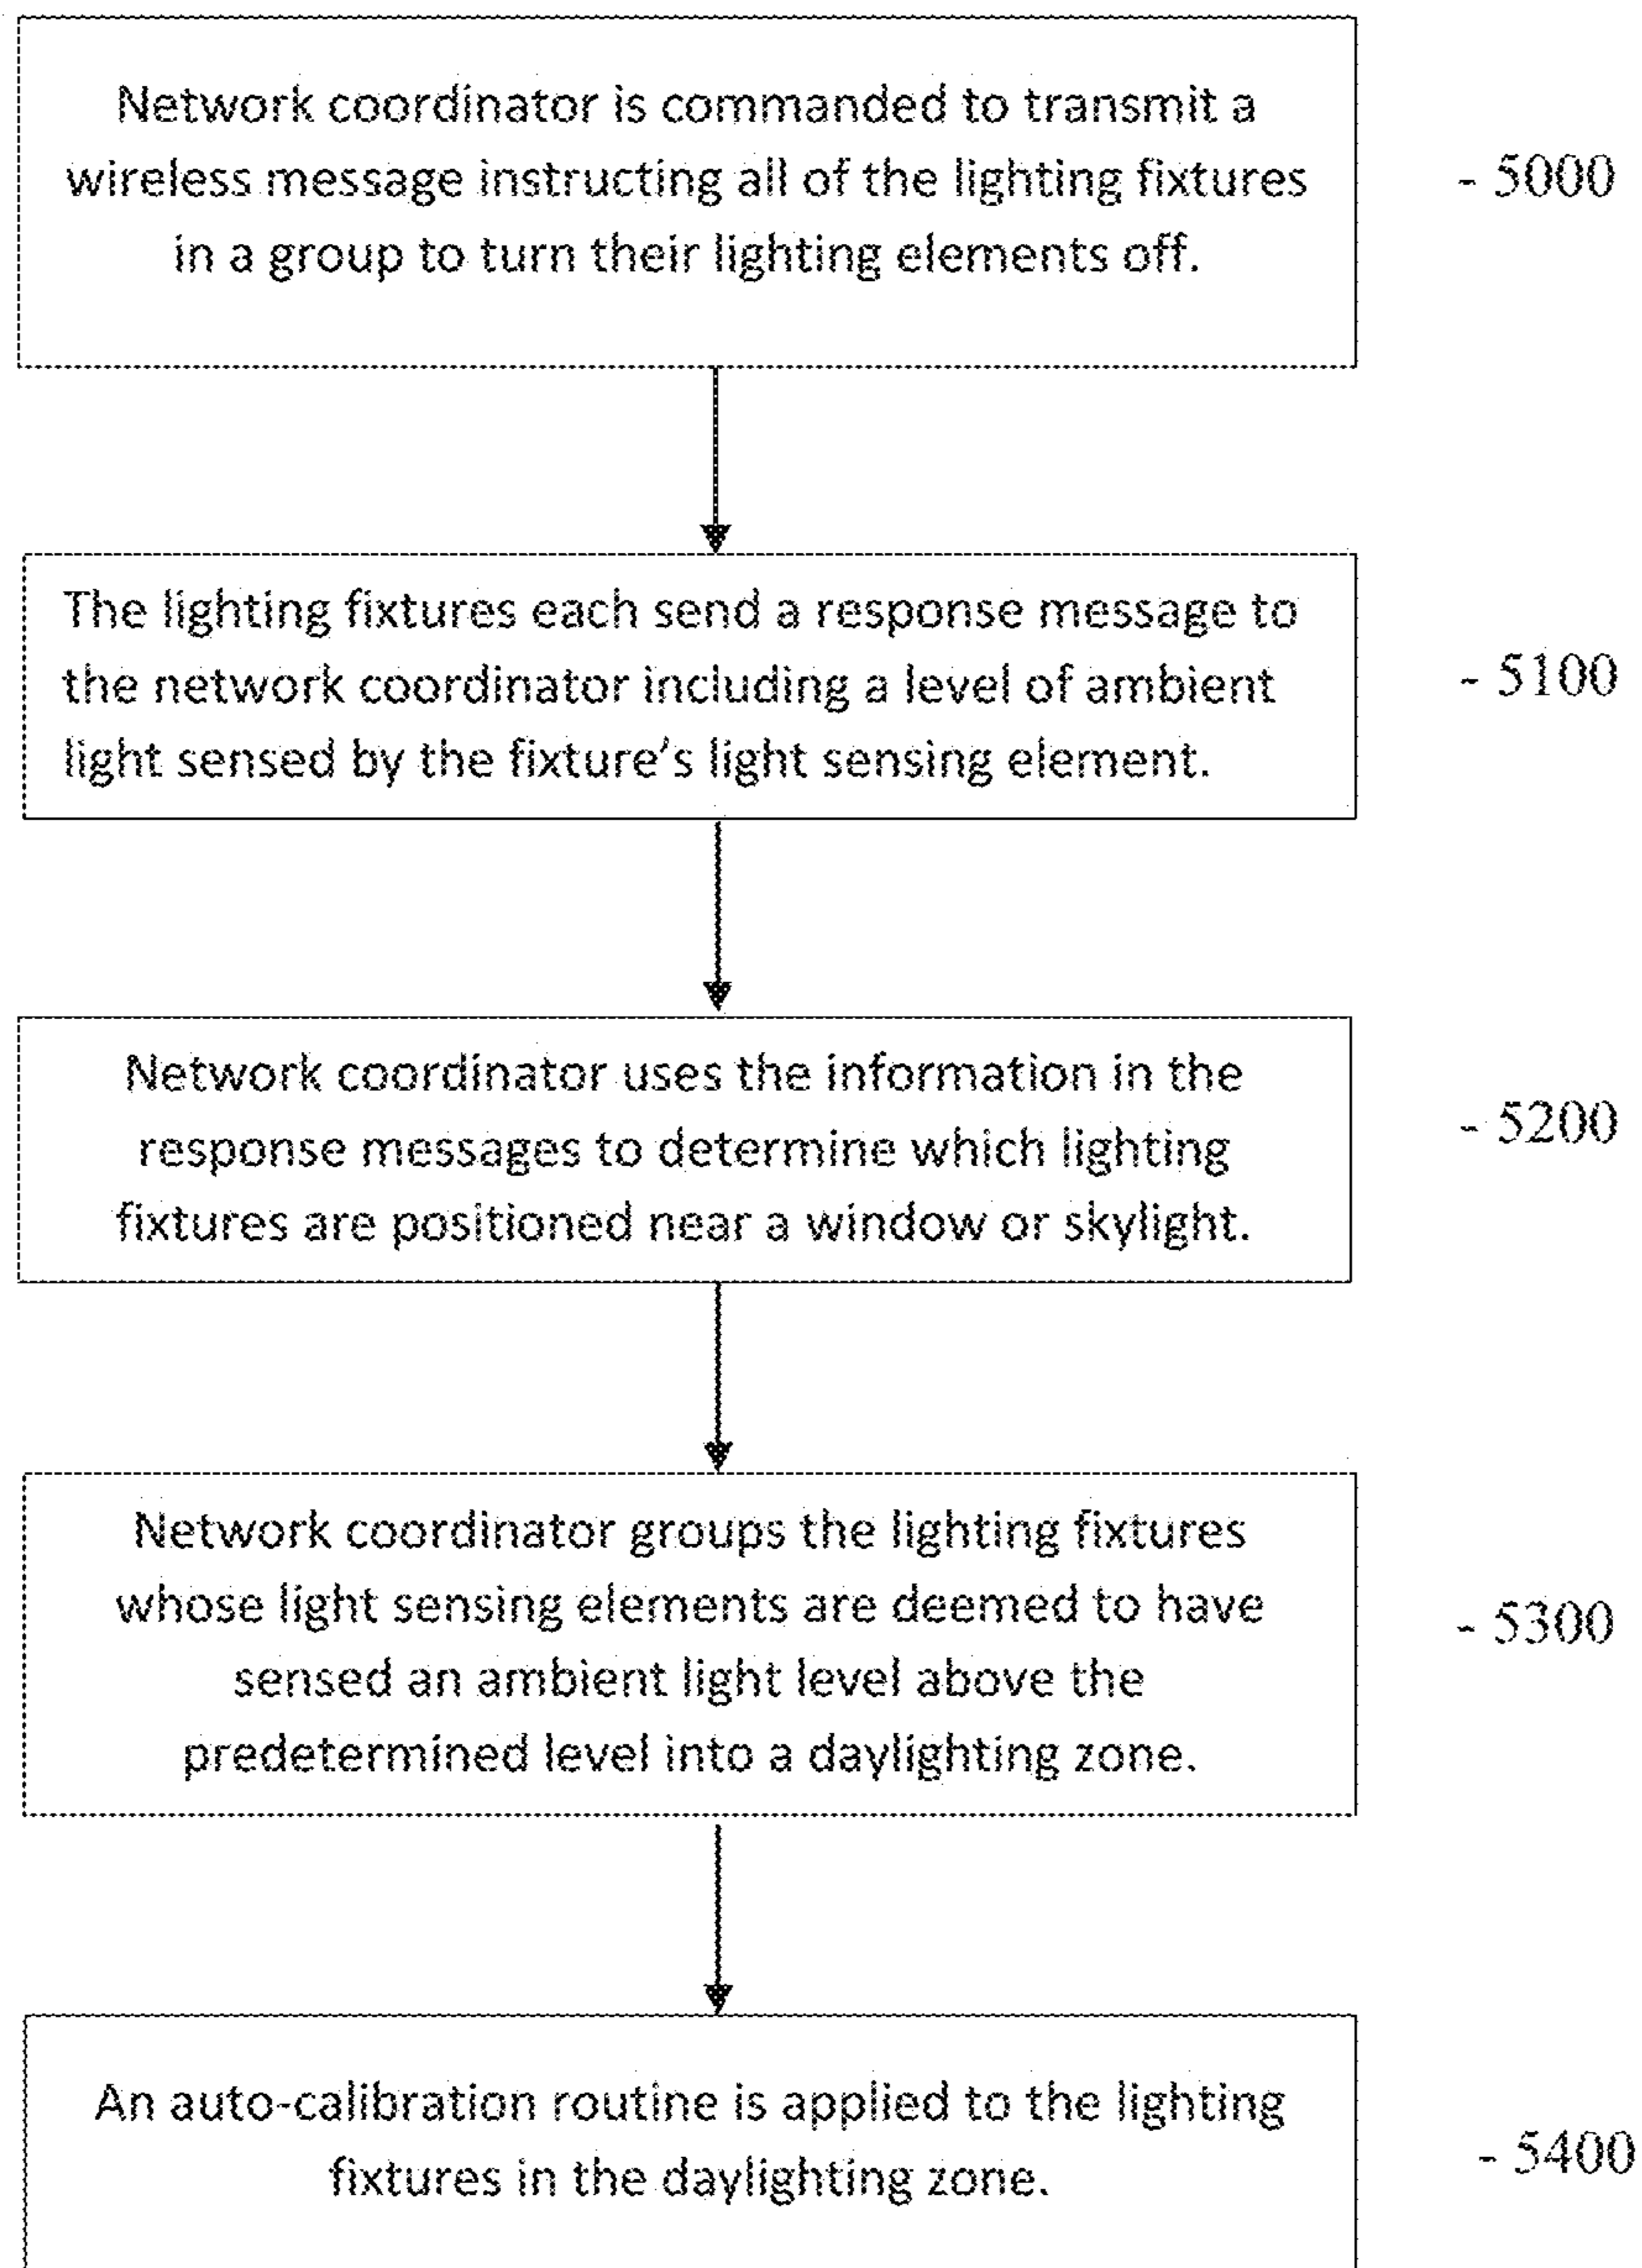 Network coordinator is commanded to transmit a
wireless message instructing all of the lighting fixtures
in a group to turn their lighting elements off.
- 5000
The lighting fixtures each send a response message to
the network coordinator including a level of ambient
light sensed by the fixture's light sensing element.
- 5100
Network coordinator uses the information in the
response messages to determine which lighting
fixtures are positioned near a window or skylight.
- 5200
Network coordinator groups the lighting fixtures
whose light sensing elements are deemed to have
sensed an ambient light level above the
predetermined level into a daylighting zone.
- 5300
An auto-calibration routine is applied to the lighting
fixtures in the daylighting zone.
- 5400